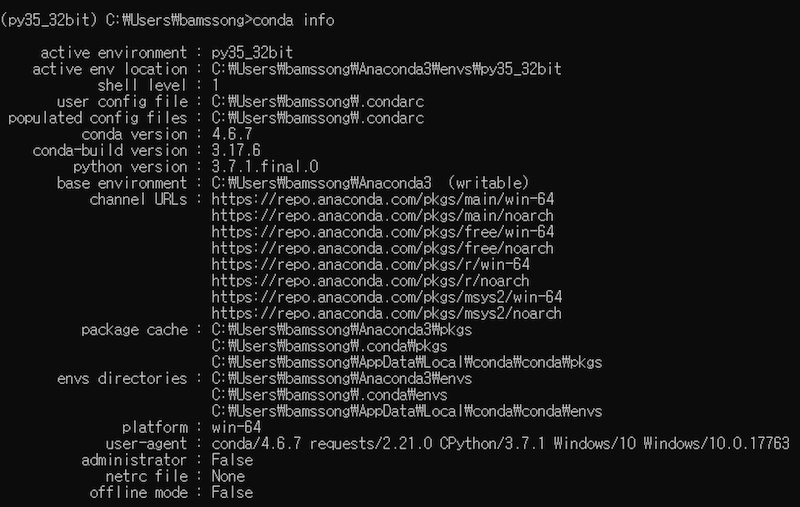 (py35_32bit) C:₩Users₩bamssong>conda info
active environment : py35_32bit
active env location : C:₩Users₩bamssong₩Anaconda3₩envs₩py35_32bit
shell level : 1
user config file : C:₩Users₩bamssong₩.condarc
populated config files : C:₩Users₩bamssong₩.condarc
conda version : 4.6.7
conda-build version : 3.17.6
python version : 3.7.1.final.0
base environment : C:₩Users₩bamssong₩Anaconda3  (writable)
channel URLs : https://repo.anaconda.com/pkgs/main/win-64
https://repo.anaconda.com/pkgs/main/noarch
https://repo.anaconda.com/pkgs/free/win-64
https://repo.anaconda.com/pkgs/free/noarch
https://repo.anaconda.com/pkgs/r/win-64
https://repo.anaconda.com/pkgs/r/noarch
https://repo.anaconda.com/pkgs/msys2/win-64
https://repo.anaconda.com/pkgs/msys2/noarch
package cache : C:₩Users₩bamssong₩Anaconda3₩pkgs
C:₩Users₩bamssong₩.conda₩pkgs
C:₩Users₩bamssong₩AppData₩Local₩conda₩conda₩pkgs
envs directories : C:₩Users₩bamssong₩Anaconda3₩envs
C:₩Users₩bamssong₩.conda₩envs
C:₩Users₩bamssong₩AppData₩Local₩conda₩conda₩envs
platform : win-64
user-agent : conda/4.6.7 requests/2.21.0 CPython/3.7.1 Windows/10 Windows/10.0.17763
administrator : False
netrc file : None
offline mode : False